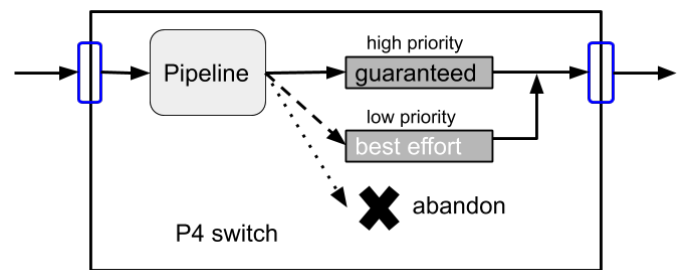 high priority
Pipeline
guaranteed
low priority
best effort
abandon
P4 switch